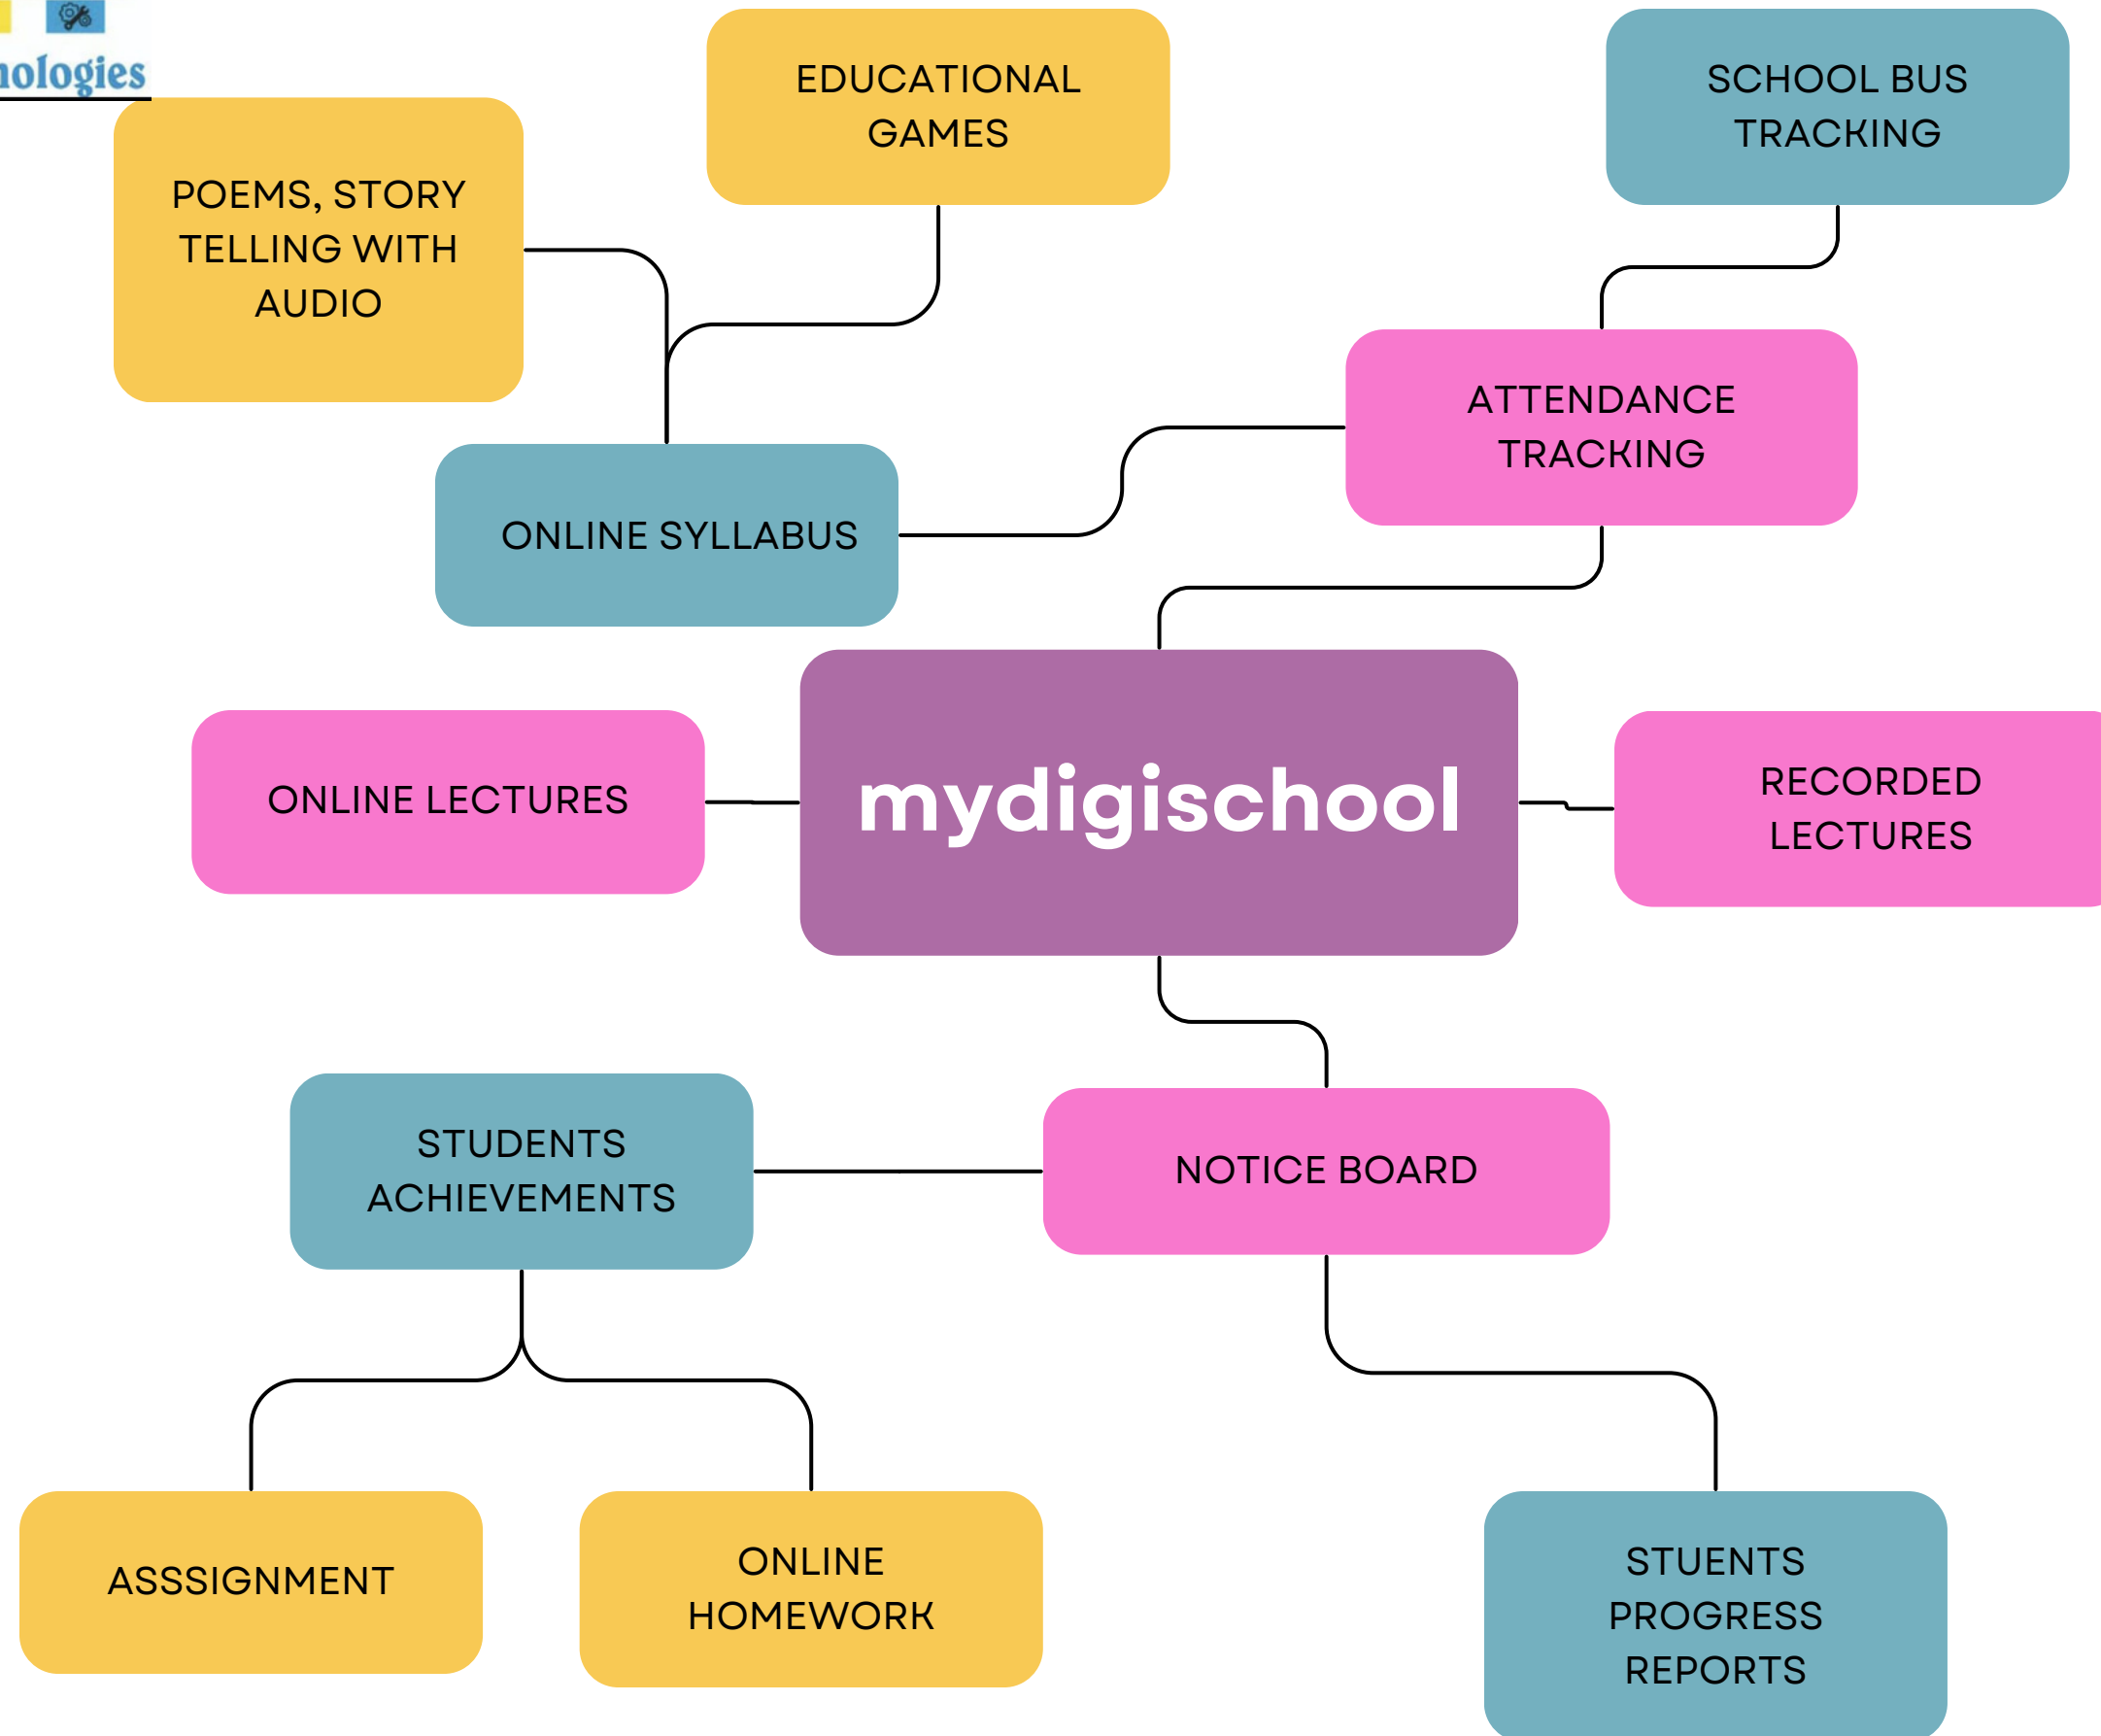 EDUCATIONAL
GAMES
SCHOOL BUS
TRACKING
POEMS, STORY
TELLING WITH
AUDIO
ATTENDANCE
TRACKING
ONLINE SYLLABUS
ONLINE LECTURES
mydigischool
RECORDED
LECTURES
STUDENTS
ACHIEVEMENTS
NOTICE BOARD
ASSSIGNMENT
ONLINE
HOMEWORK
STUENTS
PROGRESS
REPORTS